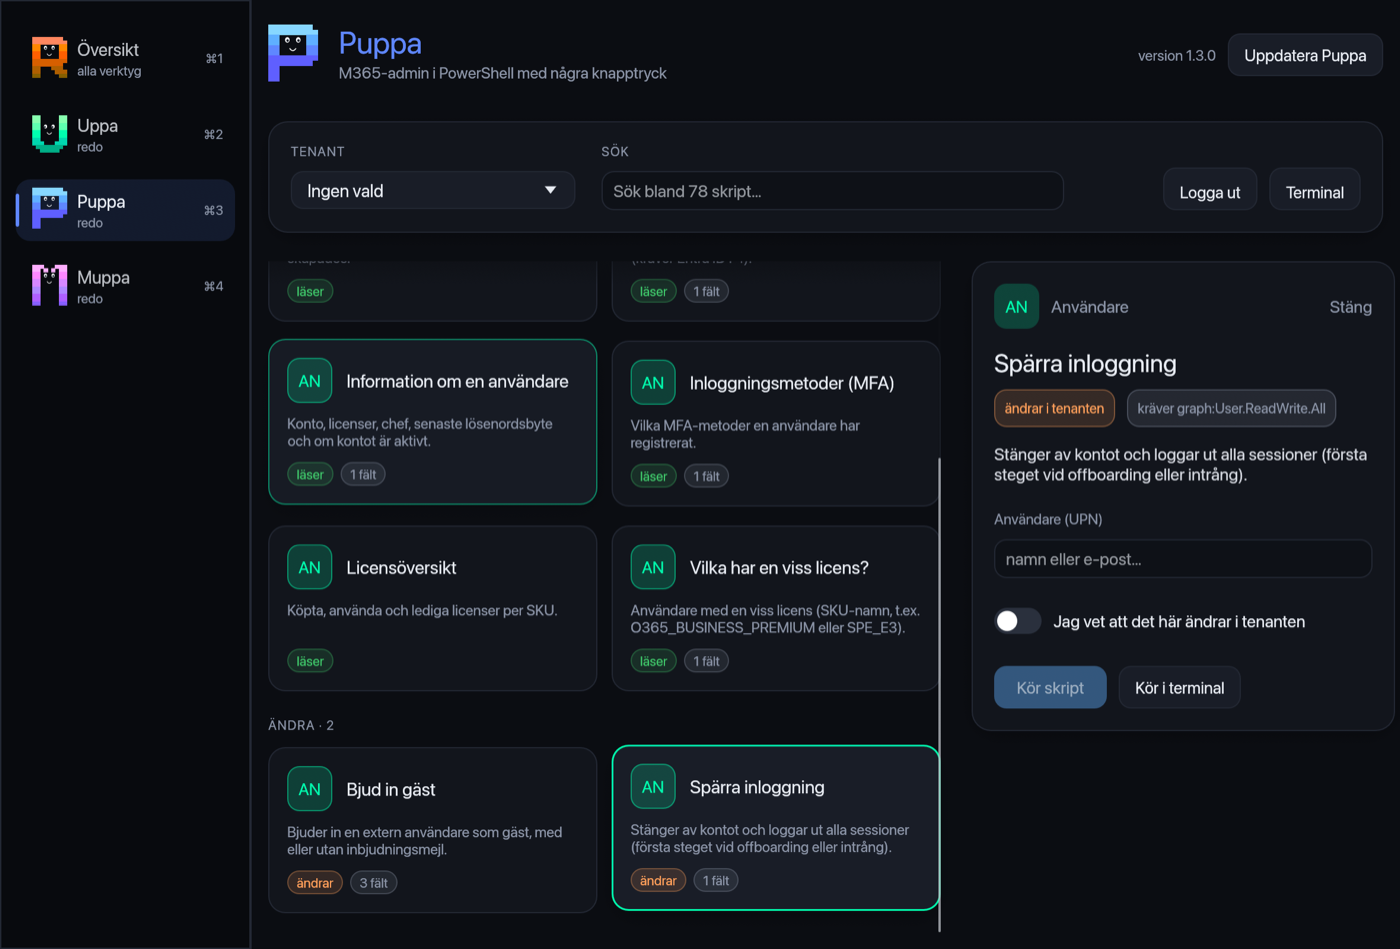 Översikt
alla verktyg
⌘1
Uppa
redo
⌘2
Puppa
redo
⌘3
Muppa
redo
⌘4
Puppa
M365-admin i PowerShell med några knapptryck
version 1.3.0
Uppdatera Puppa
TENANT
Ingen vald
SÖK
Sök bland 78 skript...
Logga ut
Terminal
läser
läser
1 fält
AN
Information om en användare
Konto, licenser, chef, senaste lösenordsbyte
och om kontot är aktivt.
läser
1 fält
AN
Inloggningsmetoder (MFA)
Vilka MFA-metoder en användare har
registrerat.
läser
1 fält
AN
Licensöversikt
Köpta, använda och lediga licenser per SKU.
läser
AN
Vilka har en viss licens?
Användare med en viss licens (SKU-namn, t.ex.
O365_BUSINESS_PREMIUM eller SPE_E3).
läser
1 fält
ÄNDRA · 2
AN
Bjud in gäst
Bjuder in en extern användare som gäst, med
eller utan inbjudningsmejl.
ändrar
3 fält
AN
Spärra inloggning
Stänger av kontot och loggar ut alla sessioner
(första steget vid offboarding eller intrång).
ändrar
1 fält
AN
Användare
Stäng
Spärra inloggning
ändrar i tenanten
kräver graph:User.ReadWrite.All
Stänger av kontot och loggar ut alla sessioner (första
steget vid offboarding eller intrång).
Användare (UPN)
namn eller e-post...
Jag vet att det här ändrar i tenanten
Kör skript
Kör i terminal